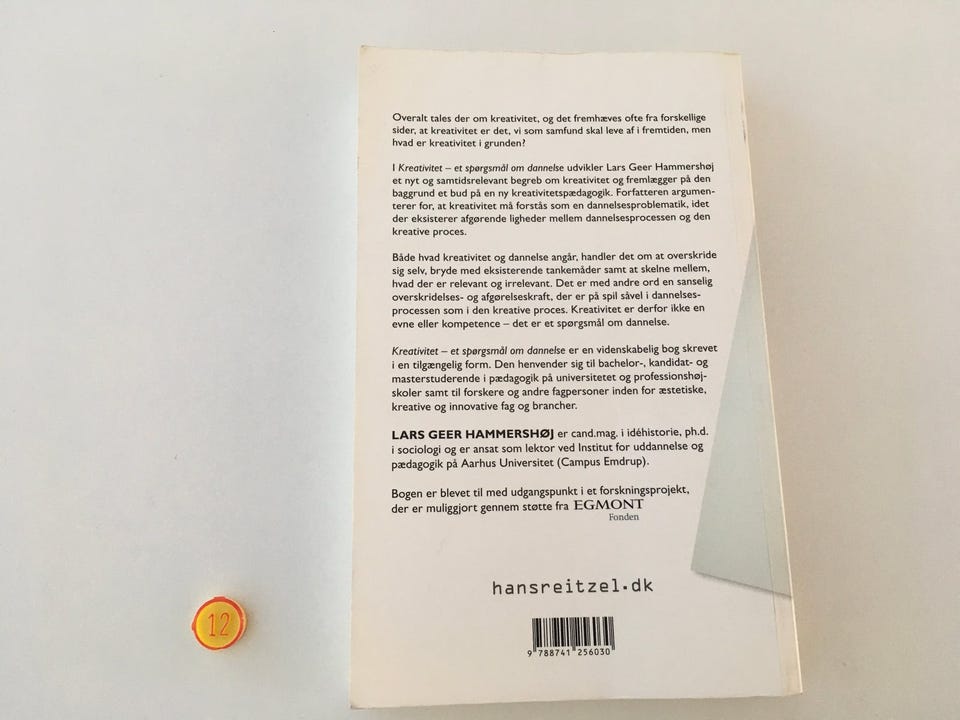 Overalt tales der om kreativitet, og det fremhæves ofte fra forskellige
sider, at kreativitet er det, vi som samfund skal leve af i fremtiden, men
hvad er kreativitet i grunden?
I Kreativitet – et spørgsmål om dannelse udvikler Lars Geer Hammershøj
et nyt og samtidsrelevant begreb om kreativitet og fremlægger på den
baggrund et bud på en ny kreativitetspædagogik. Forfatteren argumen-
terer for, at kreativitet må forstås som en dannelsesproblematik, idet
der eksisterer afgørende ligheder mellem dannelsesprocessen og den
kreative proces.
Både hvad kreativitet og dannelse angår, handler det om at overskride
sig selv, bryde med eksisterende tankemåder samt at skelne mellem,
hvad der er relevant og irrelevant. Det er med andre ord en sanselig
overskridelses- og afgørelseskraft, der er på spil såvel i dannelses-
processen som i den kreative proces. Kreativitet er derfor ikke en
evne eller kompetence – det er et spørgsmål om dannelse.
Kreativitet – et spørgsmål om dannelse er en videnskabelig bog skrevet
i en tilgængelig form. Den henvender sig til bachelor-, kandidat- og
masterstuderende i pædagogik på universitetet og professionshøj-
skoler samt til forskere og andre fagpersoner inden for æstetiske,
kreative og innovative fag og brancher.
LARS GEER HAMMERSHØJ er cand.mag. i idéhistorie, ph.d.
i sociologi og er ansat som lektor ved Institut for uddannelse og
pædagogik på Aarhus Universitet (Campus Emdrup).
Bogen er blevet til med udgangspunkt i et forskningsprojekt,
der er muliggjort gennem støtte fra EGMONT
Fonden
hansreitzel.dk
9 788741 256030
12